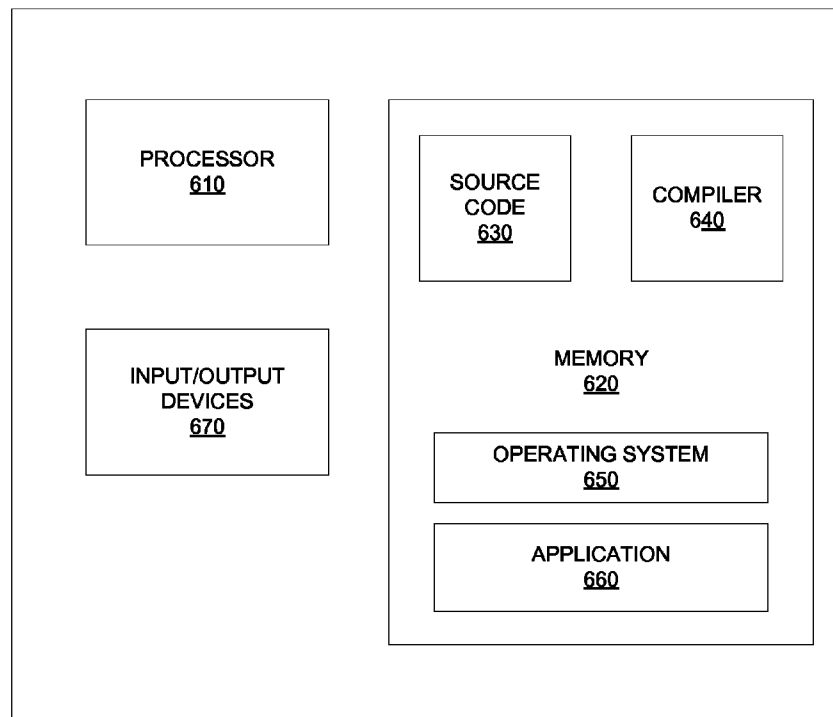 PROCESSOR
610
SOURCE
CODE
630
COMPILER
640
INPUT/OUTPUT
DEVICES
670
MEMORY
620
OPERATING SYSTEM
650
APPLICATION
660